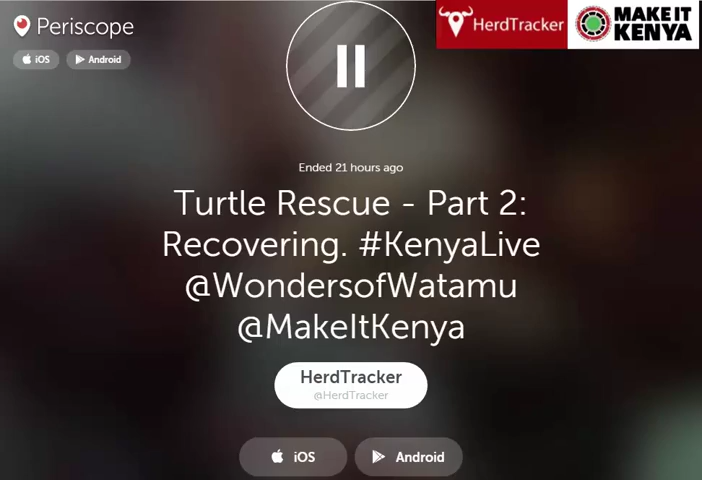 Periscope
HerdTracker
MAKE IT
KENYA
iOS
Android
Ended 21 hours ago
Turtle Rescue - Part 2:
Recovering. #KenyaLive
@WondersofWatamu
@MakeItKenya
HerdTracker
@HerdTracker
iOS
Android